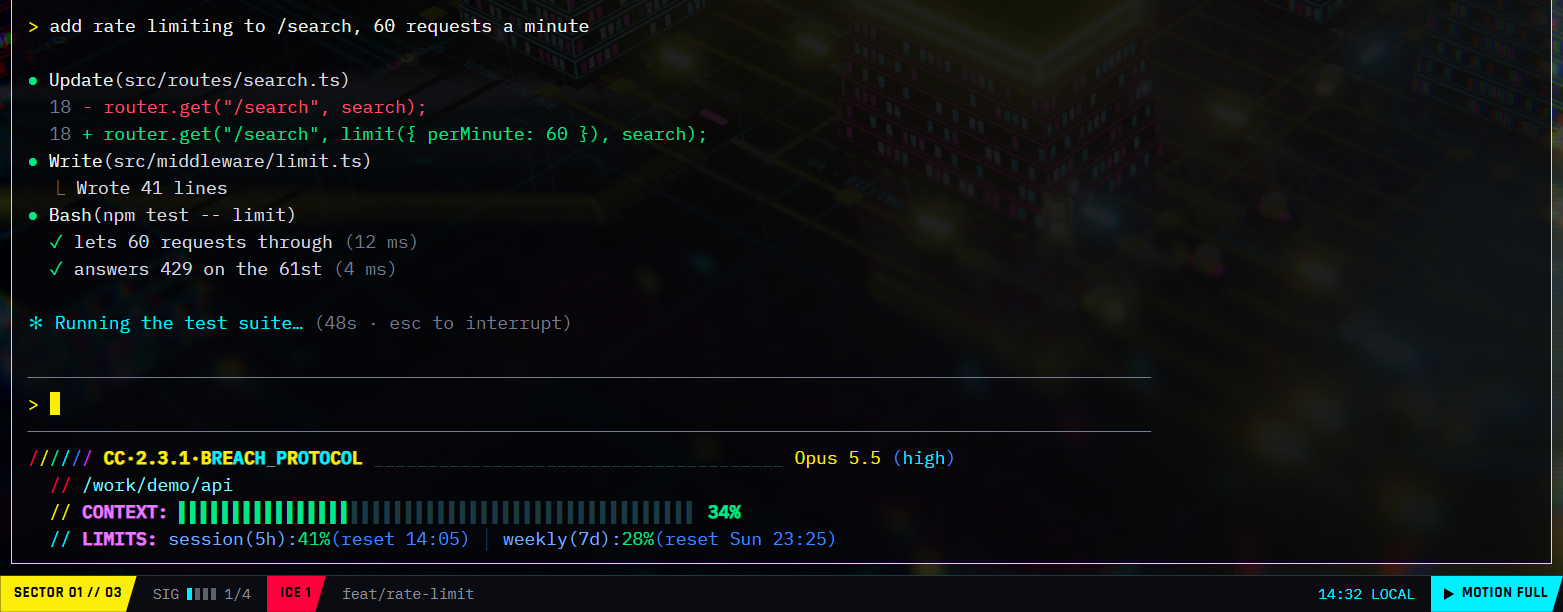 > add rate limiting to /search, 60 requests a minute
● Update(src/routes/search.ts)
18 - router.get("/search", search);
18 + router.get("/search", limit({ perMinute: 60 }), search);
● Write(src/middleware/limit.ts)
└ Wrote 41 lines
● Bash(npm test -- limit)
✓ lets 60 requests through (12 ms)
✓ answers 429 on the 61st (4 ms)
✻ Running the test suite… (48s · esc to interrupt)
>
////// CC·2.3.1·BREACH_PROTOCOL ______________________________________ Opus 5.5 (high)
// /work/demo/api
// CONTEXT: 34%
// LIMITS: session(5h):41%(reset 14:05) │ weekly(7d):28%(reset Sun 23:25)
SECTOR 01 // 03 SIG 1/4 ICE 1 feat/rate-limit 14:32 LOCAL ▶ MOTION FULL